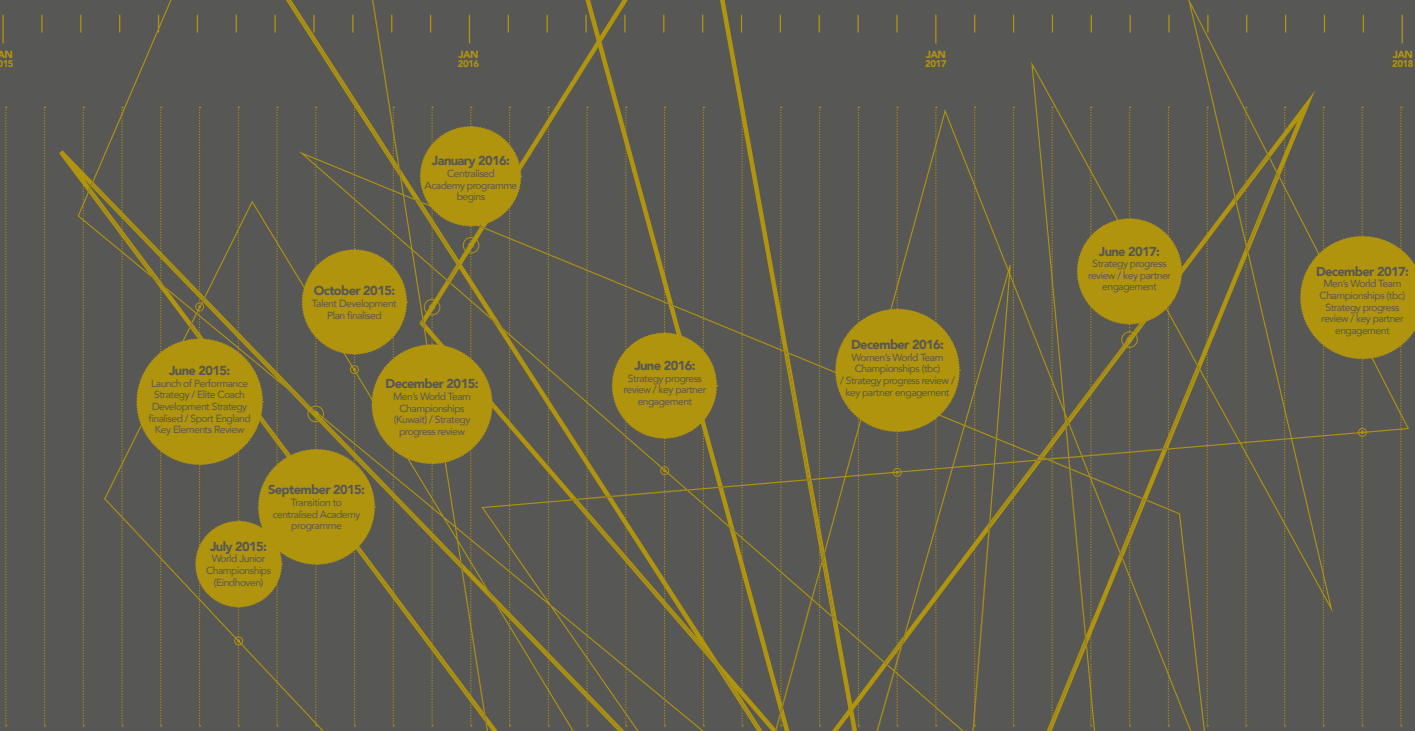 AN
015
JAN
2016
JAN
2017
JAN
2018
January 2016:
Centralised
Academy programme
begins
June 2017:
Strategy progress
review / key partner
engagement
December 2017:
Men's World Team
Championships (tbc)
Strategy progress
review / key partner
engagement
October 2015:
Talent Development
Plan finalised
December 2016:
Women's World Team
Championships (tbc)
/ Strategy progress review /
key partner engagement
June 2016:
Strategy progress
review / key partner
engagement
June 2015:
Launch of Performance
Strategy / Elite Coach
Development Strategy
finalised / Sport England
Key Elements Review
December 2015:
Men's World Team
Championships
(Kuwait) / Strategy
progress review
September 2015:
Transition to
centralised Academy
programme
July 2015:
World Junior
Championships
(Eindhoven)